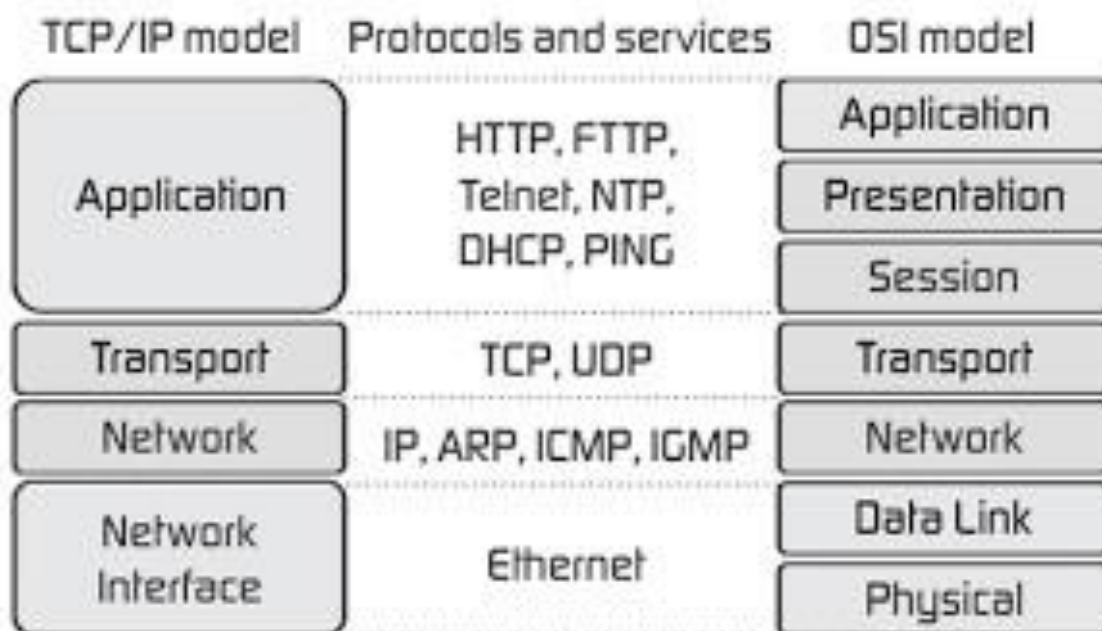 TCP/IP model Protocols and services OSI model
Application
HTTP, FTTP,
Telnet, NTP,
DHCP, PING
Application
Presentation
Session
Transport
TCP, UDP
Transport
Network
IP, ARP, ICMP, IGMP
Network
Network
Interface
Ethernet
Data Link
Physical